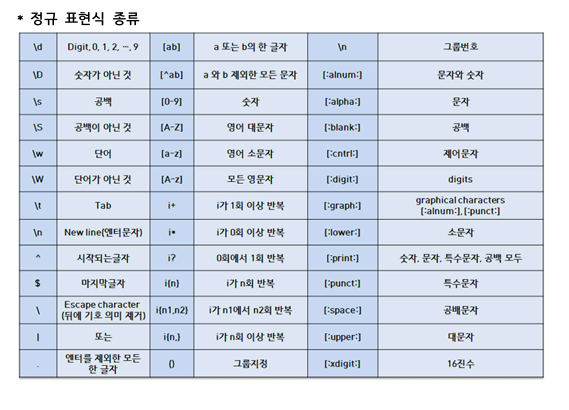 * 정규 표현식 종류
\d Digit, 0, 1, 2, …, 9 [ab] a 또는 b의 한 글자 \n 그룹번호
\D 숫자가 아닌 것 [^ab] a 와 b 제외한 모든 문자 [:alnum:] 문자와 숫자
\s 공백 [0-9] 숫자 [:alpha:] 문자
\S 공백이 아닌 것 [A-Z] 영어 대문자 [:blank:] 공백
\w 단어 [a-z] 영어 소문자 [:cntrl:] 제어문자
\W 단어가 아닌 것 [A-z] 모든 영문자 [:digit:] digits
\t Tab i+ i가 1회 이상 반복 [:graph:] graphical characters
[:alnum:], [:punct:]
\n New line(엔터문자) i* i가 0회 이상 반복 [:lower:] 소문자
^ 시작되는글자 i? 0회에서 1회 반복 [:print:] 숫자, 문자, 특수문자, 공백 모두
$ 마지막글자 i{n} i가 n회 반복 [:punct:] 특수문자
\ Escape character
(뒤에 기호 의미 제거) i{n1,n2} i가 n1에서 n2회 반복 [:space:] 공배문자
| 또는 i{n,} i가 n회 이상 반복 [:upper:] 대문자
. 엔터를 제외한 모든
한 글자 () 그룹지정 [:xdigit:] 16진수